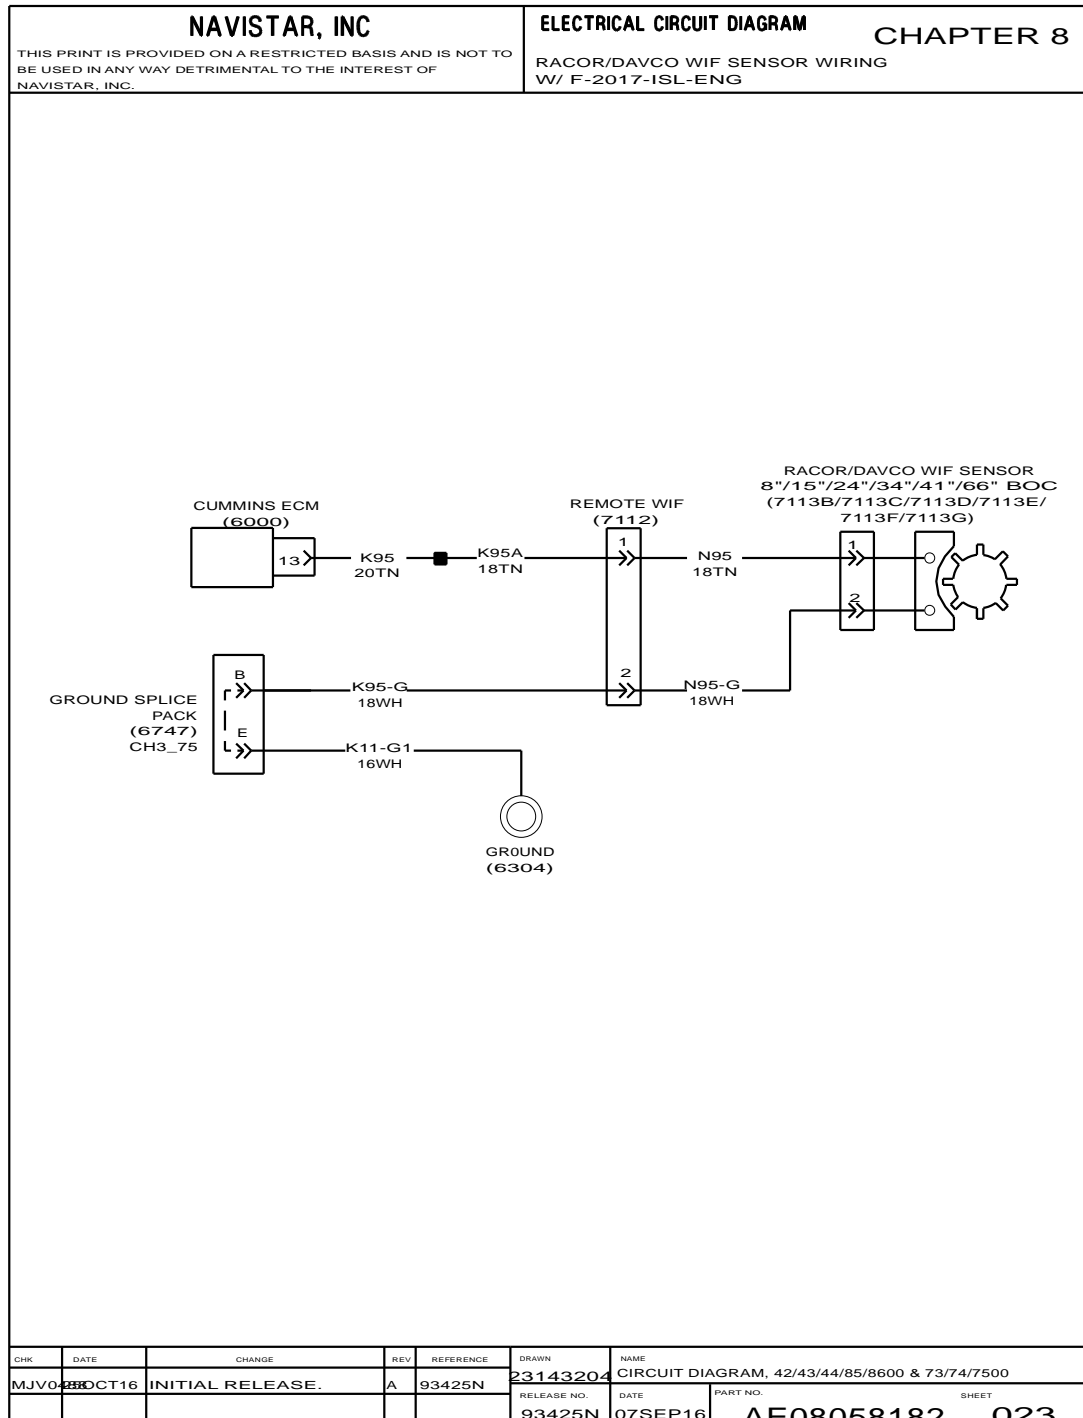 NAVISTAR, INC
THIS PRINT IS PROVIDED ON A RESTRICTED BASIS AND IS NOT TO
BE USED IN ANY WAY DETRIMENTAL TO THE INTEREST OF
NAVISTAR, INC.
ELECTRICAL CIRCUIT DIAGRAM
CHAPTER 8
RACOR/DAVCO WIF SENSOR WIRING
W/ F-2017-ISL-ENG
RACOR/DAVCO WIF SENSOR
8"/15"/24"/34"/41"/66" BOC
(7113B/7113C/7113D/7113E/
7113F/7113G)
CUMMINS ECM
(6000)
REMOTE WIF
(7112)
13
K95
20TN
K95A
18TN
1
N95
18TN
1
2
2
B
K95-G
18WH
N95-G
18WH
GROUND SPLICE
PACK
(6747)
CH3_75
E
K11-G1
16WH
GR0UND
(6304)
CHK
DATE
CHANGE
REV
REFERENCE
DRAWN
NAME
OCT16
INITIAL RELEASE.
A
93425N
23143204
CIRCUIT DIAGRAM, 42/43/44/85/8600 & 73/74/7500
RELEASE NO.
DATE
PART NO.
SHEET
93425N
07SEP16
AE08058182
023